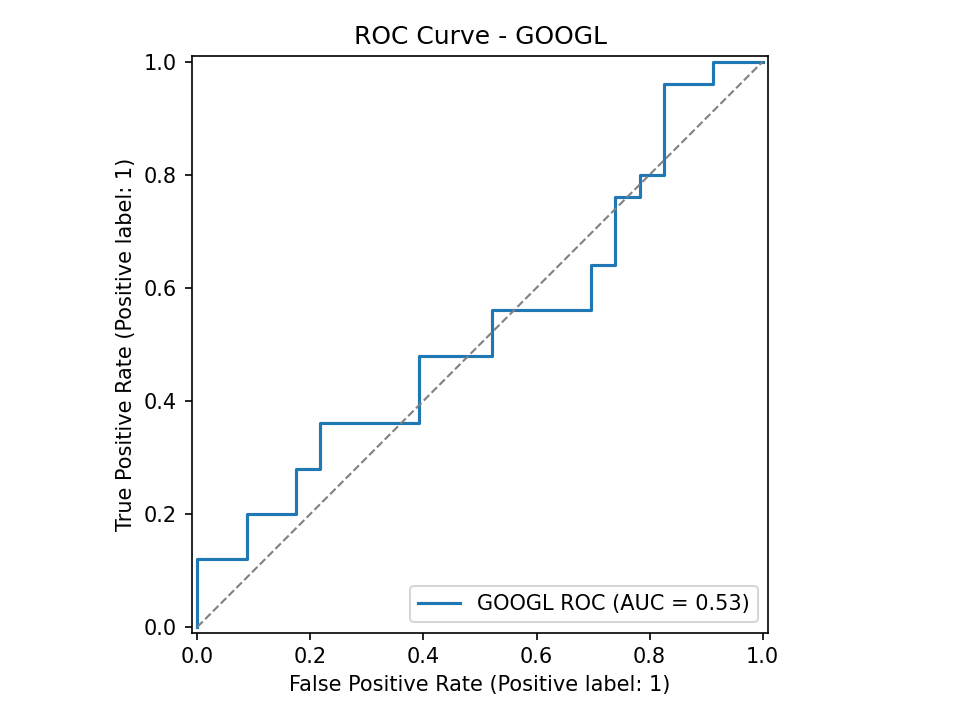 ROC Curve - GOOGL
1.0
0.8
0.6
0.4
0.2
0.0
True Positive Rate (Positive label: 1)
GOOGL ROC (AUC = 0.53)
0.0 0.2 0.4 0.6 0.8 1.0
False Positive Rate (Positive label: 1)